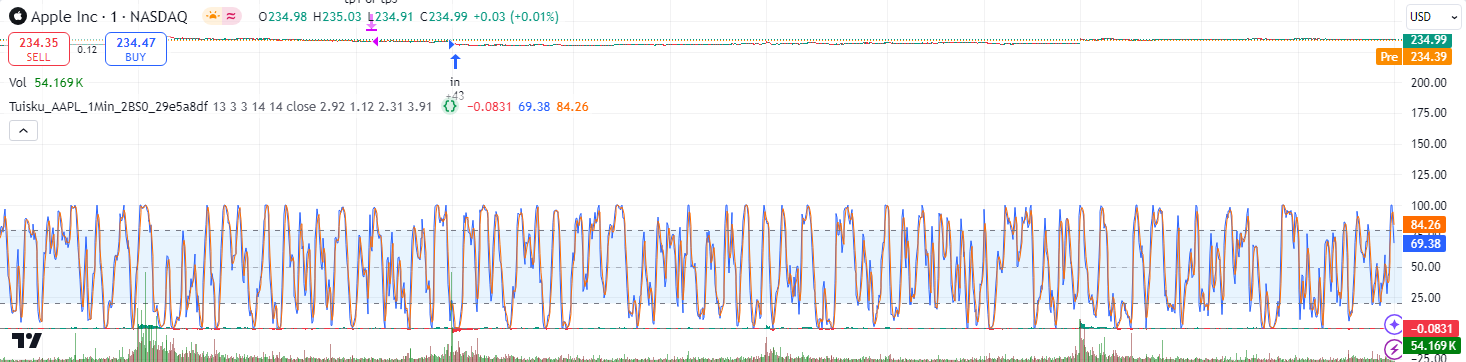 Apple Inc · 1 · NASDAQ O234.98 H235.03 L234.91 C234.99 +0.03 (+0.01%)
USD
234.35 SELL
0.12
234.47 BUY
234.99
Pre 234.39
Vol 54.169K
in
+43
Tuisku_AAPL_1Min_2BS0_29e5a8df 13 3 3 14 14 close 2.92 1.12 2.31 3.91 {} −0.0831 69.38 84.26
200.00
175.00
150.00
125.00
100.00
84.26
69.38
50.00
25.00
−0.0831
54.169K
−25.00